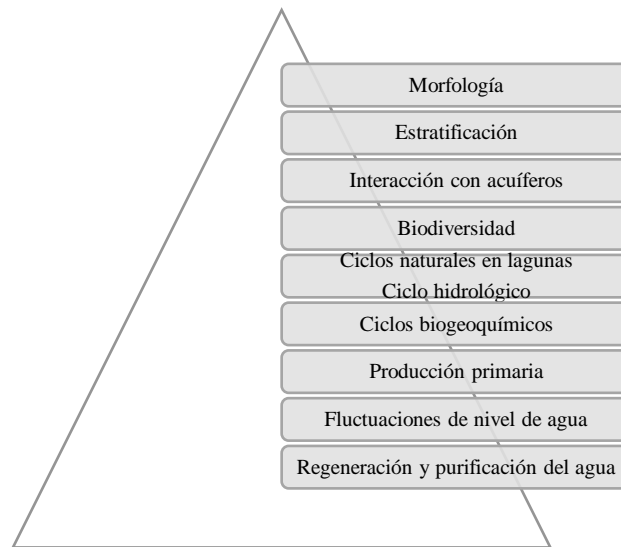 Morfología
Estratificación
Interacción con acuíferos
Biodiversidad
Ciclos naturales en lagunas
Ciclo hidrológico
Ciclos biogeoquímicos
Producción primaria
Fluctuaciones de nivel de agua
Regeneración y purificación del agua